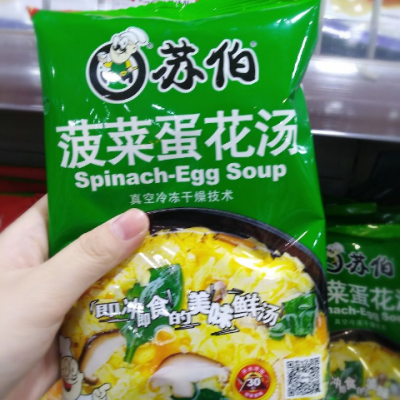 苏伯
菠菜蛋花汤
Spinach-Egg Soup
真空冷冻干燥技术
即冲即食的美味鲜汤
30
苏伯
菜蛋花汤
Egg Soup